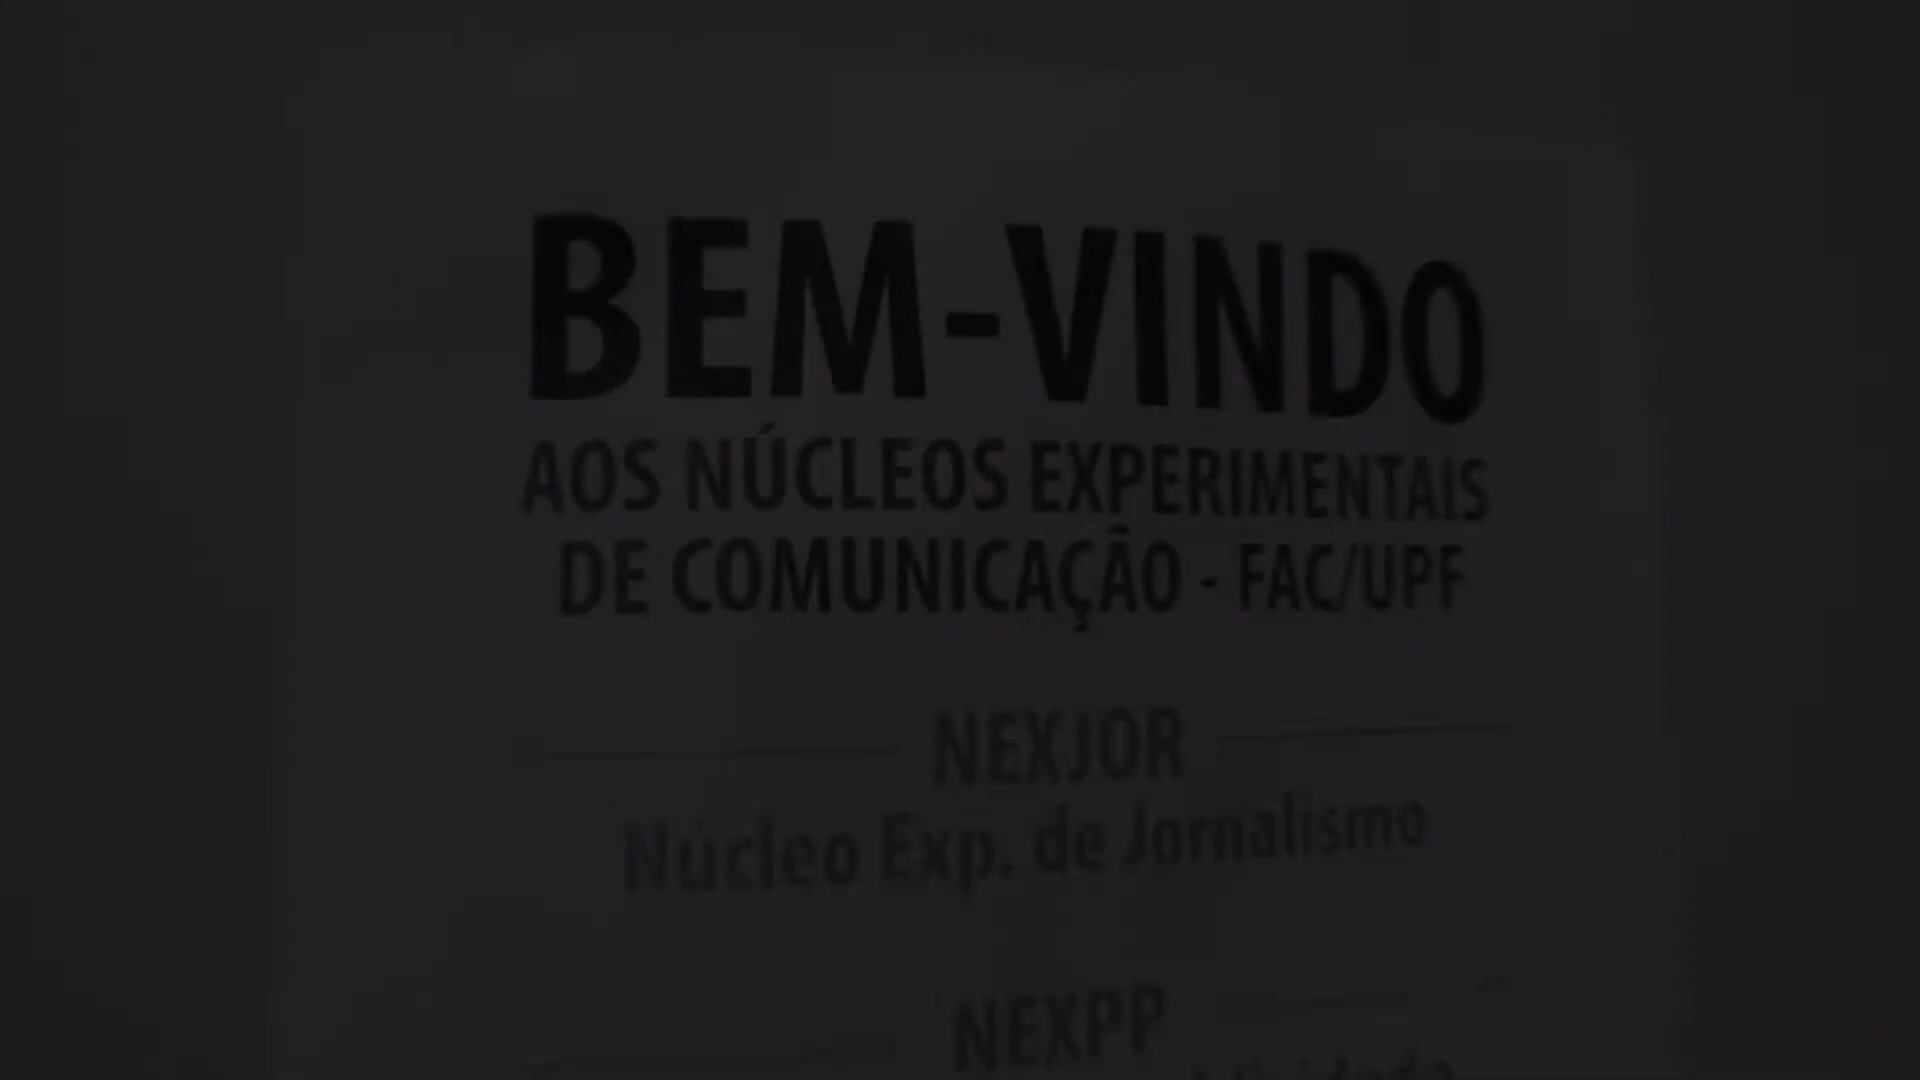 BEM-VINDO
AOS NÚCLEOS EXPERIMENTAIS
DE COMUNICAÇÃO - FAC/UPF
NEXJOR
Núcleo Exp. de Jornalismo
NEXPP